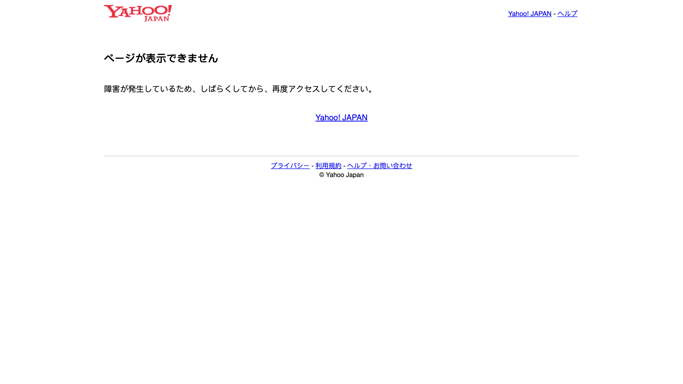 YAHOO! JAPAN
Yahoo! JAPAN - ヘルプ
ページが表示できません
障害が発生しているため、しばらくしてから、再度アクセスしてください。
Yahoo! JAPAN
プライバシー - 利用規約 - ヘルプ・お問い合わせ
© Yahoo Japan